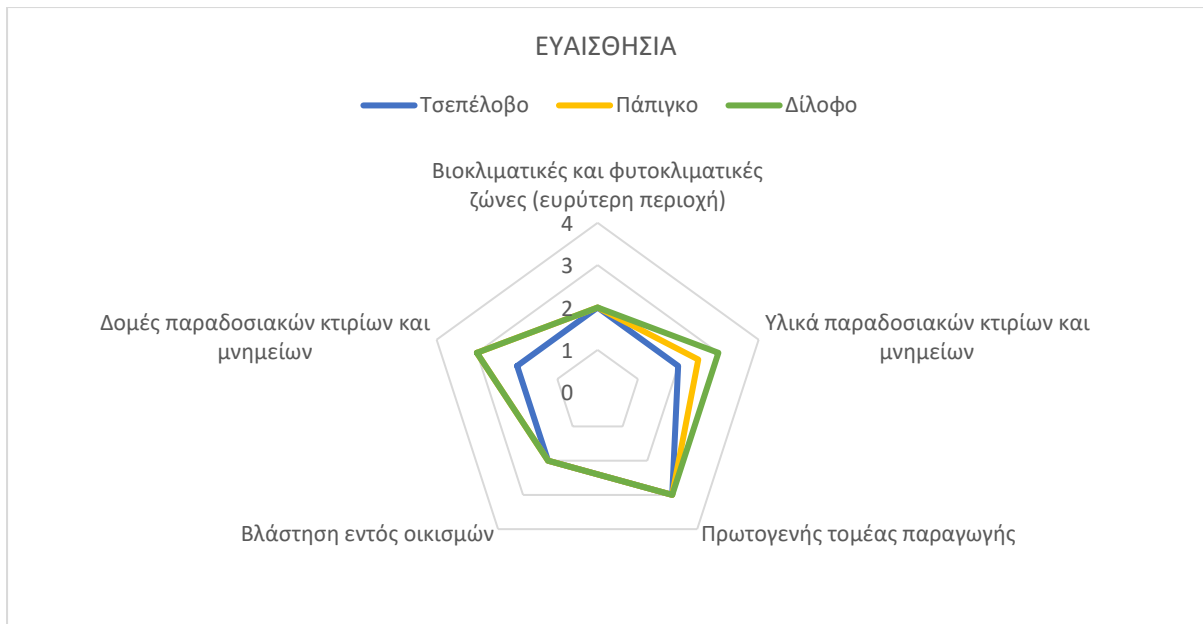 ΕΥΑΙΣΘΗΣΙΑ
Τσεπέλοβο Πάπιγκο Δίλοφο
Βιοκλιματικές και φυτοκλιματικές
ζώνες (ευρύτερη περιοχή)
4
3
2
1
0
Υλικά παραδοσιακών κτιρίων και
μνημείων
Πρωτογενής τομέας παραγωγής
Βλάστηση εντός οικισμών
Δομές παραδοσιακών κτιρίων και
μνημείων